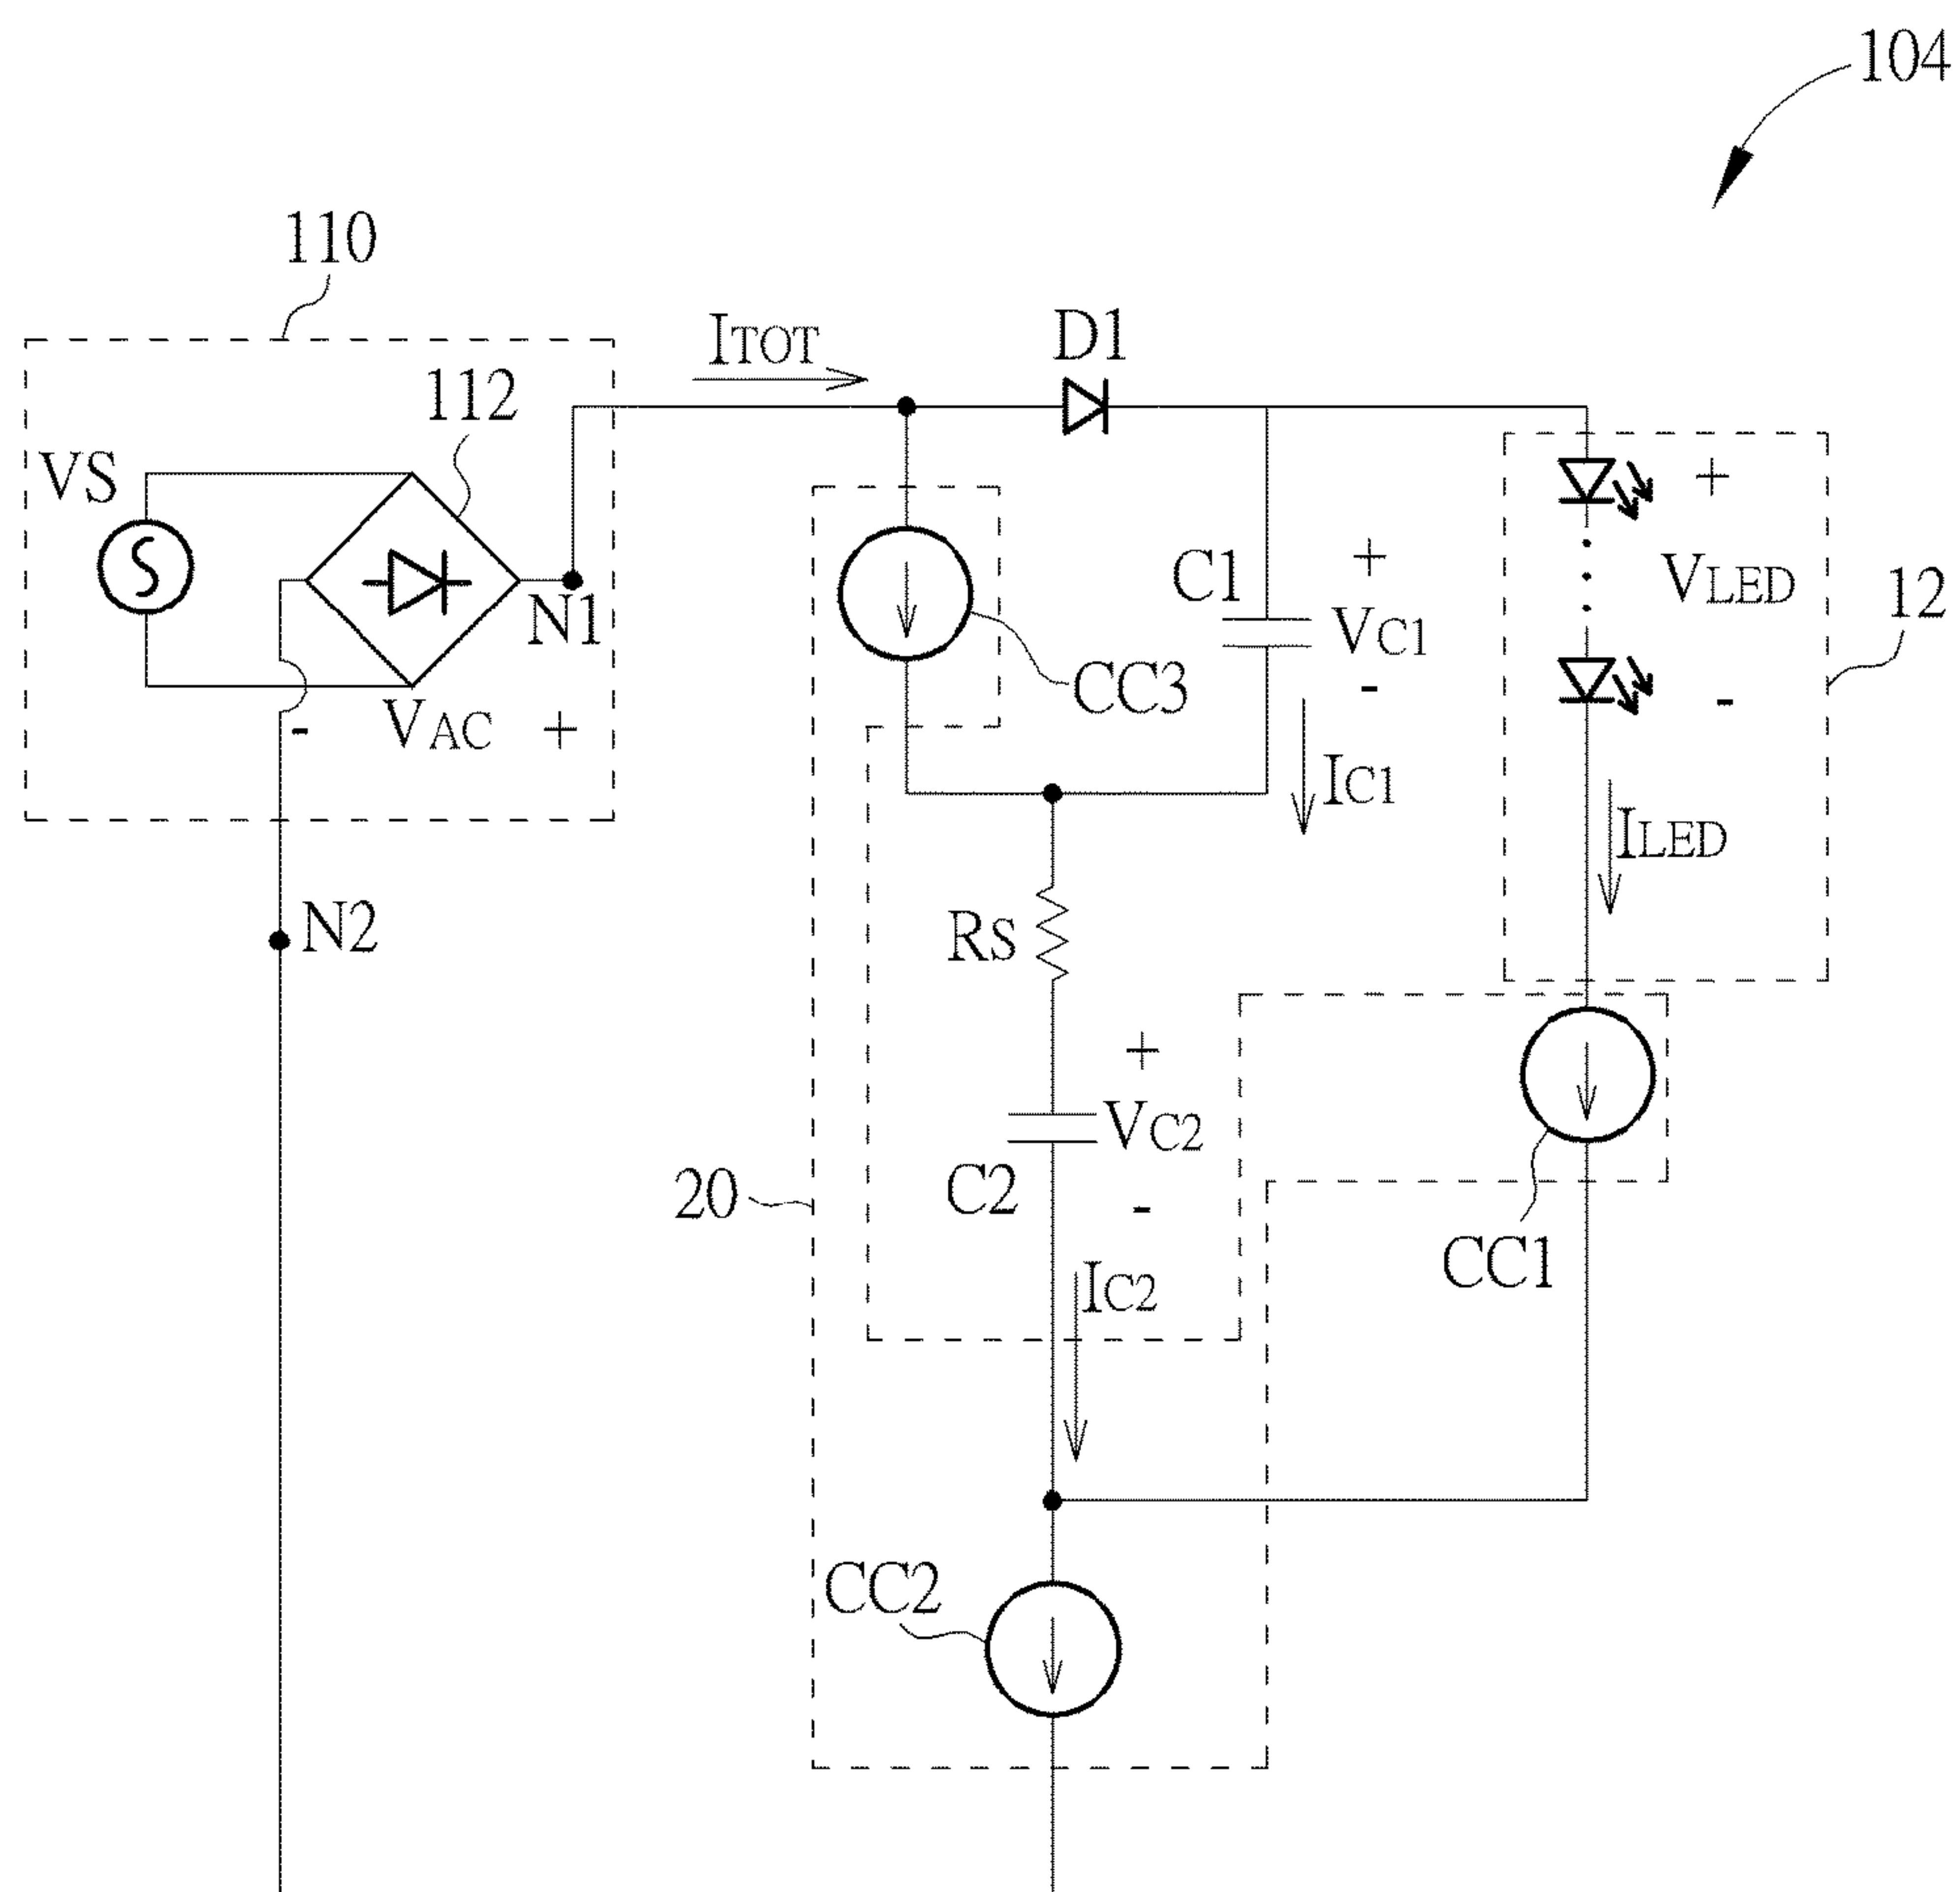 104
110
ITOT
D1
112
VS
+
C1
+
VLED
12
N1
VC1
CC3
-
-
-
VAC
+
IC1
ILED
N2
RS
+
VC2
C2
20
-
CC1
IC2
CC2